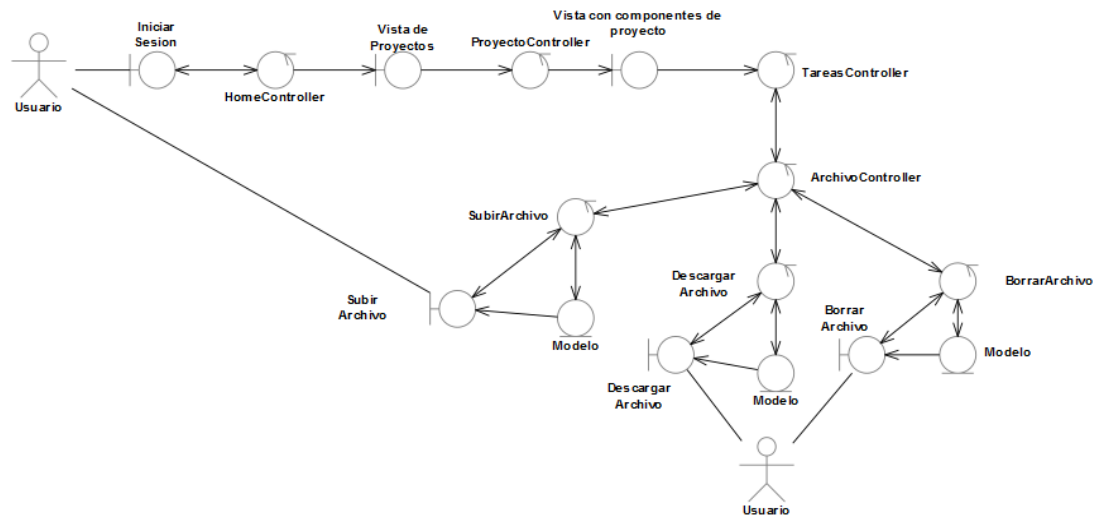 Iniciar
Sesion
Vista de
Proyectos
ProyectoController
Vista con componentes de
proyecto
TareasController
HomeController
Usuario
ArchivoController
SubirArchivo
Descargar
Archivo
BorrarArchivo
Subir
Archivo
Borrar
Archivo
Modelo
Modelo
Descargar
Archivo
Modelo
Usuario